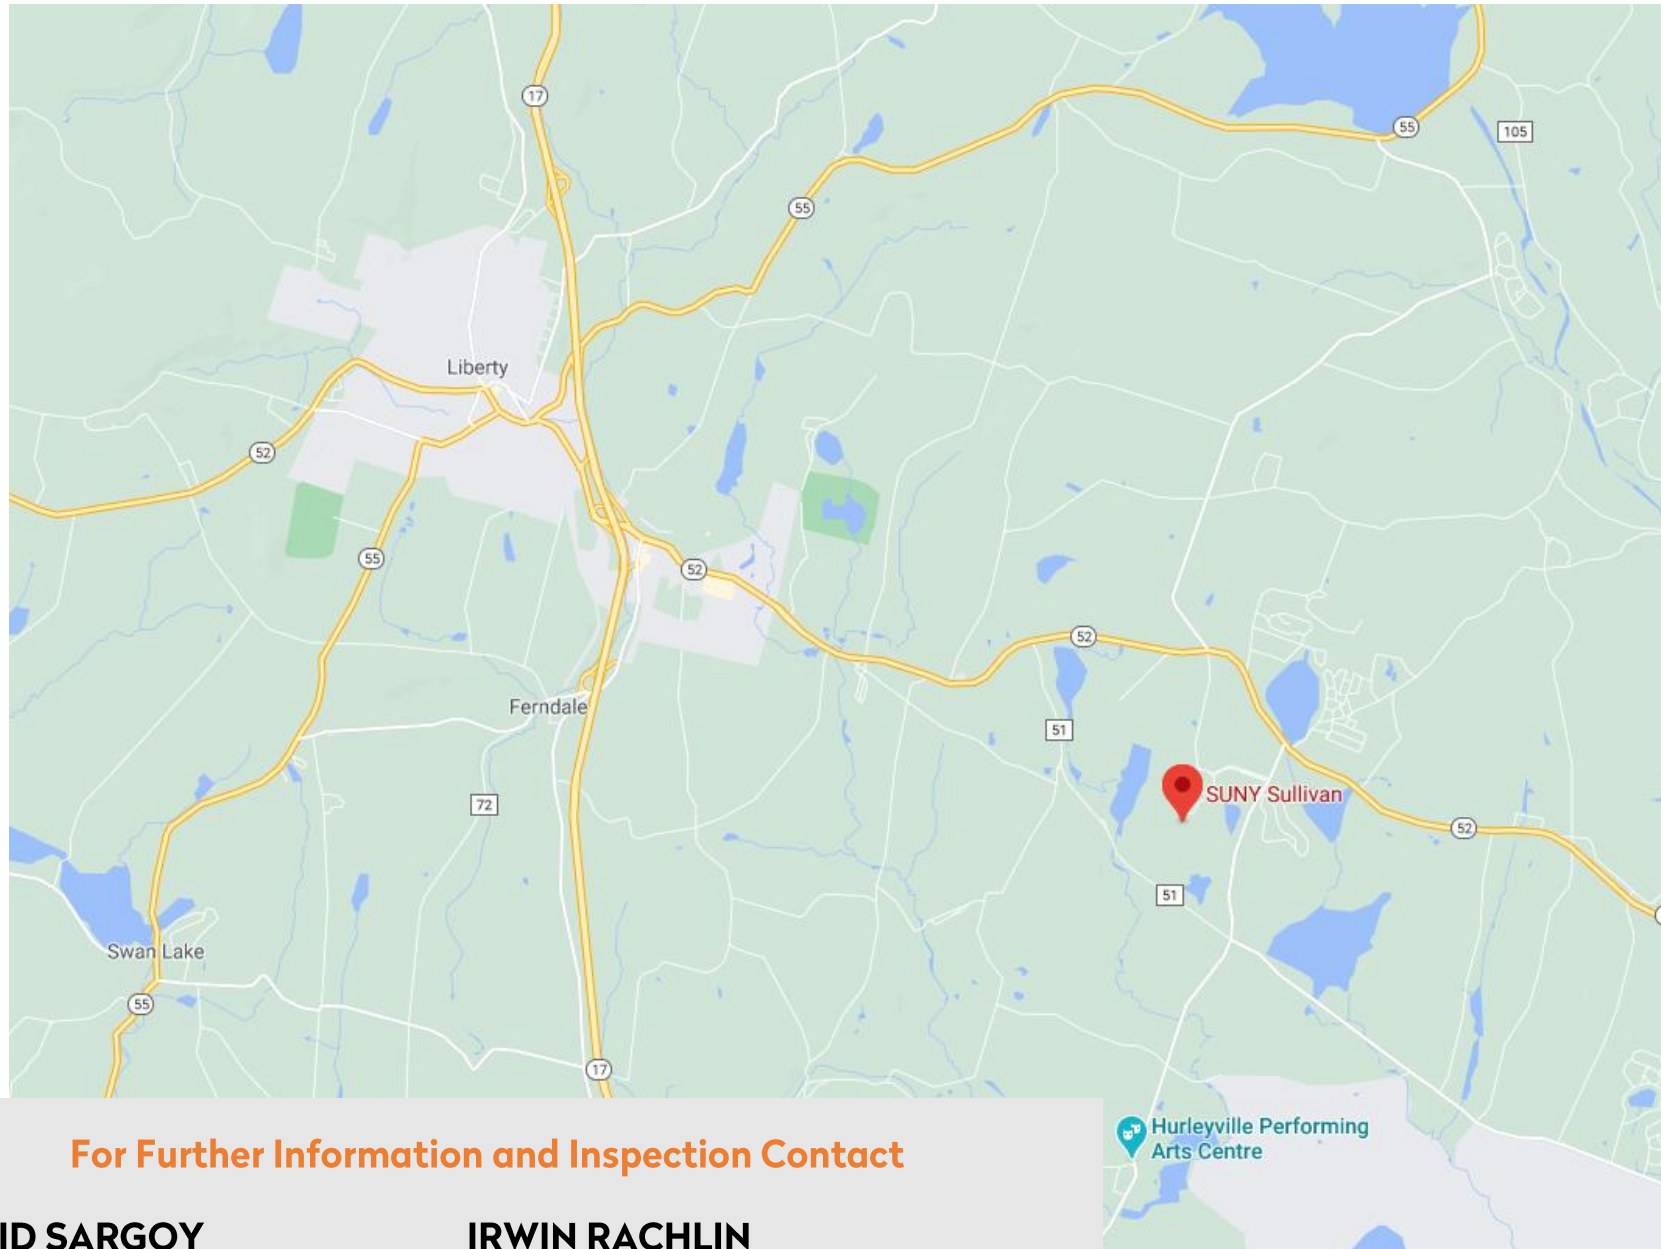 17
55
105
55
Liberty
52
55
52
52
Ferndale
51
72
SUNY Sullivan
52
51
Swan Lake
55
17
Hurleyville Performing
Arts Centre
For Further Information and Inspection Contact
ID SARGOY
IRWIN RACHLIN